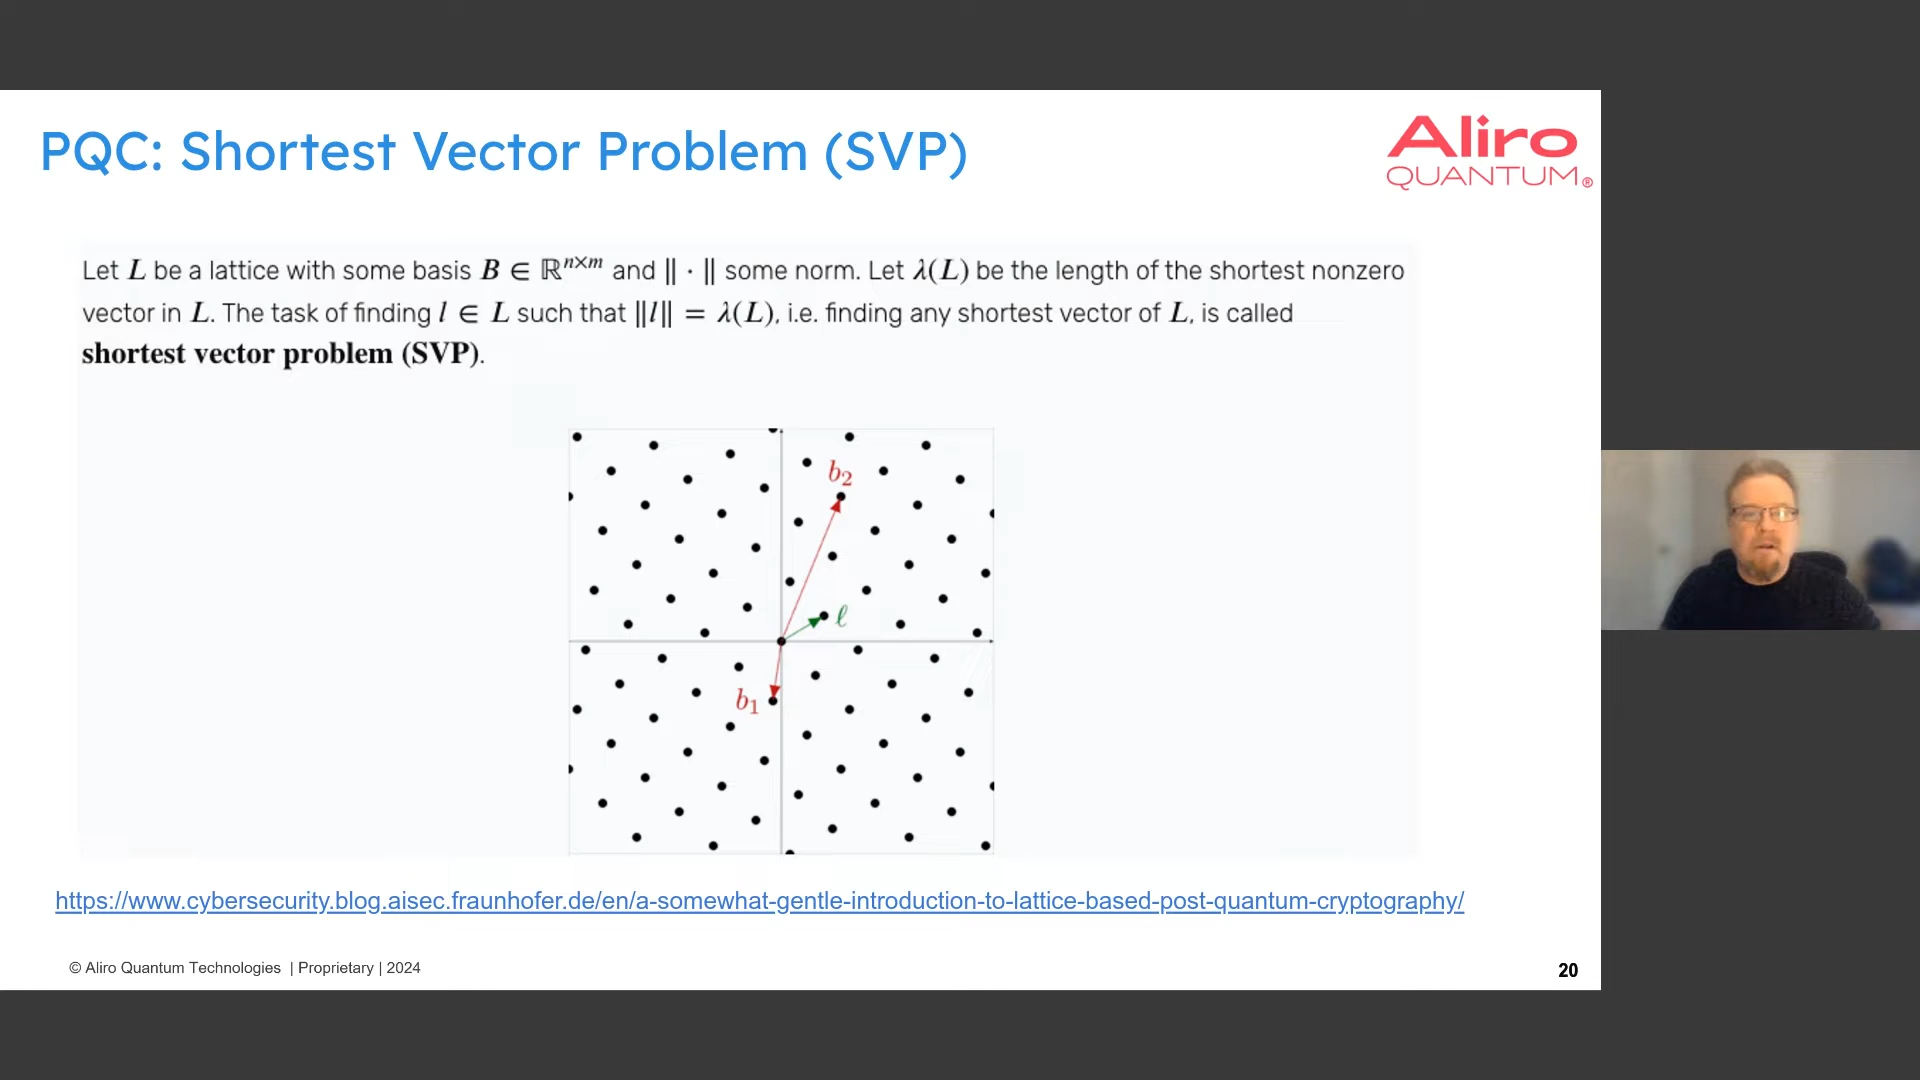 PQC: Shortest Vector Problem (SVP)
Aliro
QUANTUM®
Let L be a lattice with some basis B ∈ ℝⁿˣᵐ and ‖ · ‖ some norm. Let λ(L) be the length of the shortest nonzero
vector in L. The task of finding l ∈ L such that ‖l‖ = λ(L), i.e. finding any shortest vector of L, is called
shortest vector problem (SVP).
b₂
ℓ
b₁
https://www.cybersecurity.blog.aisec.fraunhofer.de/en/a-somewhat-gentle-introduction-to-lattice-based-post-quantum-cryptography/
© Aliro Quantum Technologies | Proprietary | 2024
20